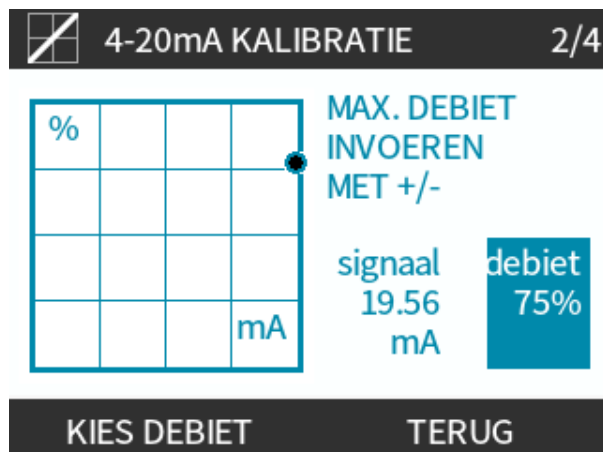 4-20mA KALIBRATIE 2/4
%
mA
MAX. DEBIET
INVOEREN
MET +/-
signaal
19.56
mA
debiet
75%
KIES DEBIET TERUG